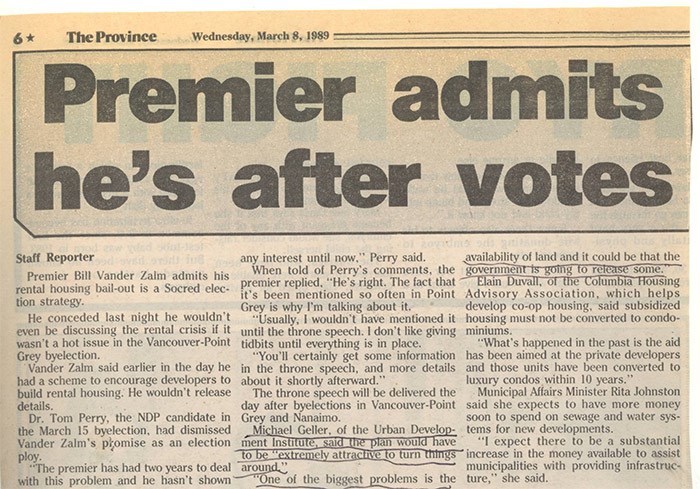 6★ The Province Wednesday, March 8, 1989
Premier admits
he's after votes
Staff Reporter
Premier Bill Vander Zalm admits his
rental housing bail-out is a Socred elec-
tion strategy.
He conceded last night he wouldn't
even be discussing the rental crisis if it
wasn't a hot issue in the Vancouver-Point
Grey byelection.
Vander Zalm said earlier in the day he
had a scheme to encourage developers to
build rental housing. He wouldn't release
details.
Dr. Tom Perry, the NDP candidate in
the March 15 byelection, had dismissed
Vander Zalm's promise as an election
ploy.
"The premier has had two years to deal
with this problem and he hasn't shown
any interest until now," Perry said.
When told of Perry's comments, the
premier replied, "He's right. The fact that
it's been mentioned so often in Point
Grey is why I'm talking about it.
"Usually, I wouldn't have mentioned it
until the throne speech. I don't like giving
tidbits until everything is in place.
"You'll certainly get some information
in the throne speech, and more details
about it shortly afterward."
The throne speech will be delivered the
day after byelections in Vancouver-Point
Grey and Nanaimo.
Michael Geller, of the Urban Develop-
ment Institute, said the plan would have
to be "extremely attractive to turn things
around."
"One of the biggest problems is the
availability of land and it could be that the
government is going to release some."
Elain Duvall, of the Columbia Housing
Advisory Association, which helps
develop co-op housing, said subsidized
housing must not be converted to condo-
miniums.
"What's happened in the past is the aid
has been aimed at the private developers
and those units have been converted to
luxury condos within 10 years."
Municipal Affairs Minister Rita Johnston
said she expects to have more money
soon to spend on sewage and water sys-
tems for new developments.
"I expect there to be a substantial
increase in the money available to assist
municipalities with providing infrastruc-
ture," she said.